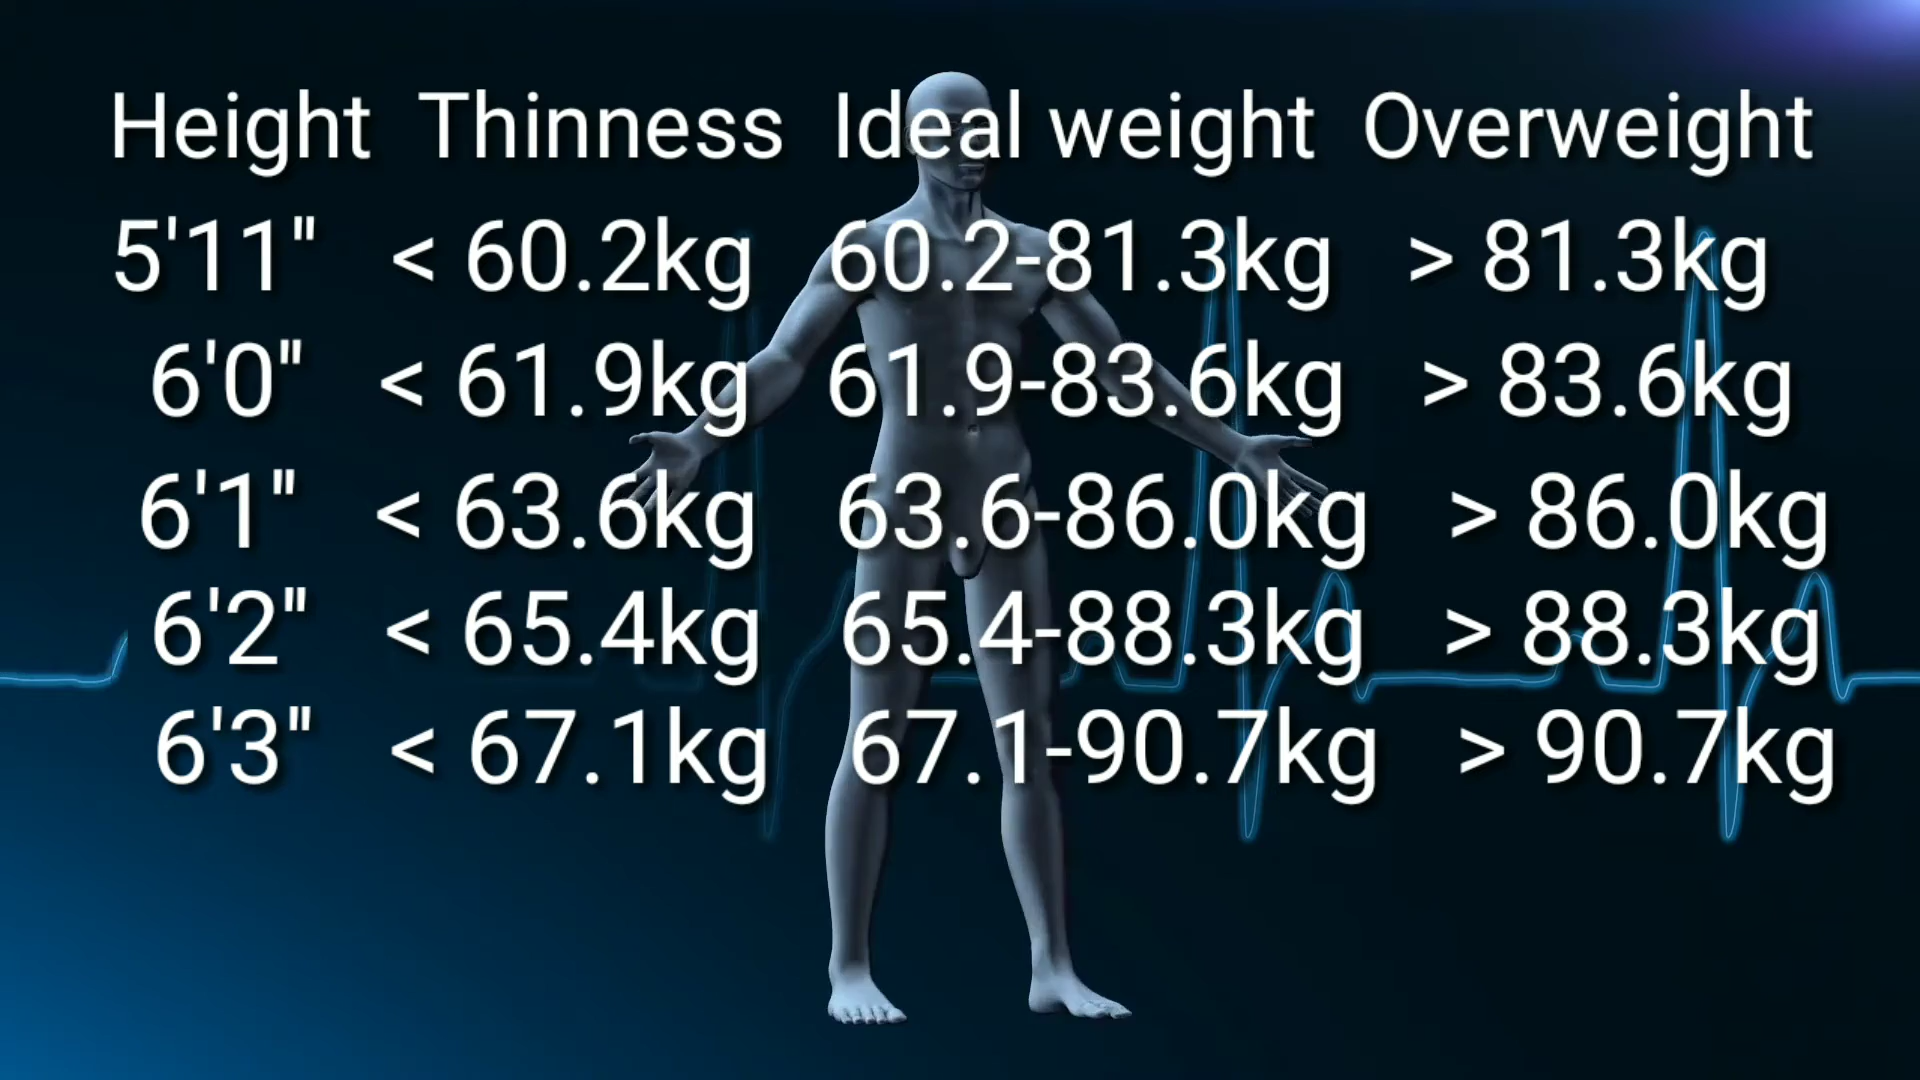 Height Thinness Ideal weight Overweight
5'11" < 60.2kg 60.2-81.3kg > 81.3kg
6'0" < 61.9kg 61.9-83.6kg > 83.6kg
6'1" < 63.6kg 63.6-86.0kg > 86.0kg
6'2" < 65.4kg 65.4-88.3kg > 88.3kg
6'3" < 67.1kg 67.1-90.7kg > 90.7kg